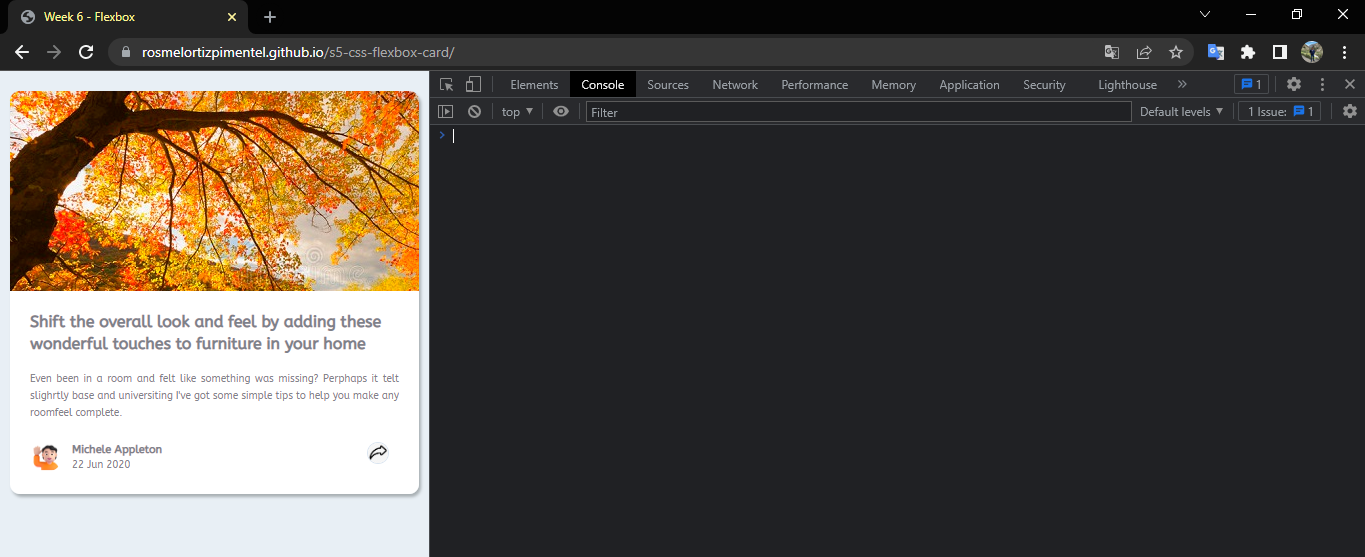 Week 6 - Flexbox
rosmelortizpimentel.github.io/s5-css-flexbox-card/
Elements Console Sources Network Performance Memory Application Security Lighthouse » 1
top Filter Default levels 1 Issue: 1
Shift the overall look and feel by adding these
wonderful touches to furniture in your home
Even been in a room and felt like something was missing? Perphaps it telt
slighrtly base and universiting I've got some simple tips to help you make any
roomfeel complete.
Michele Appleton
22 Jun 2020